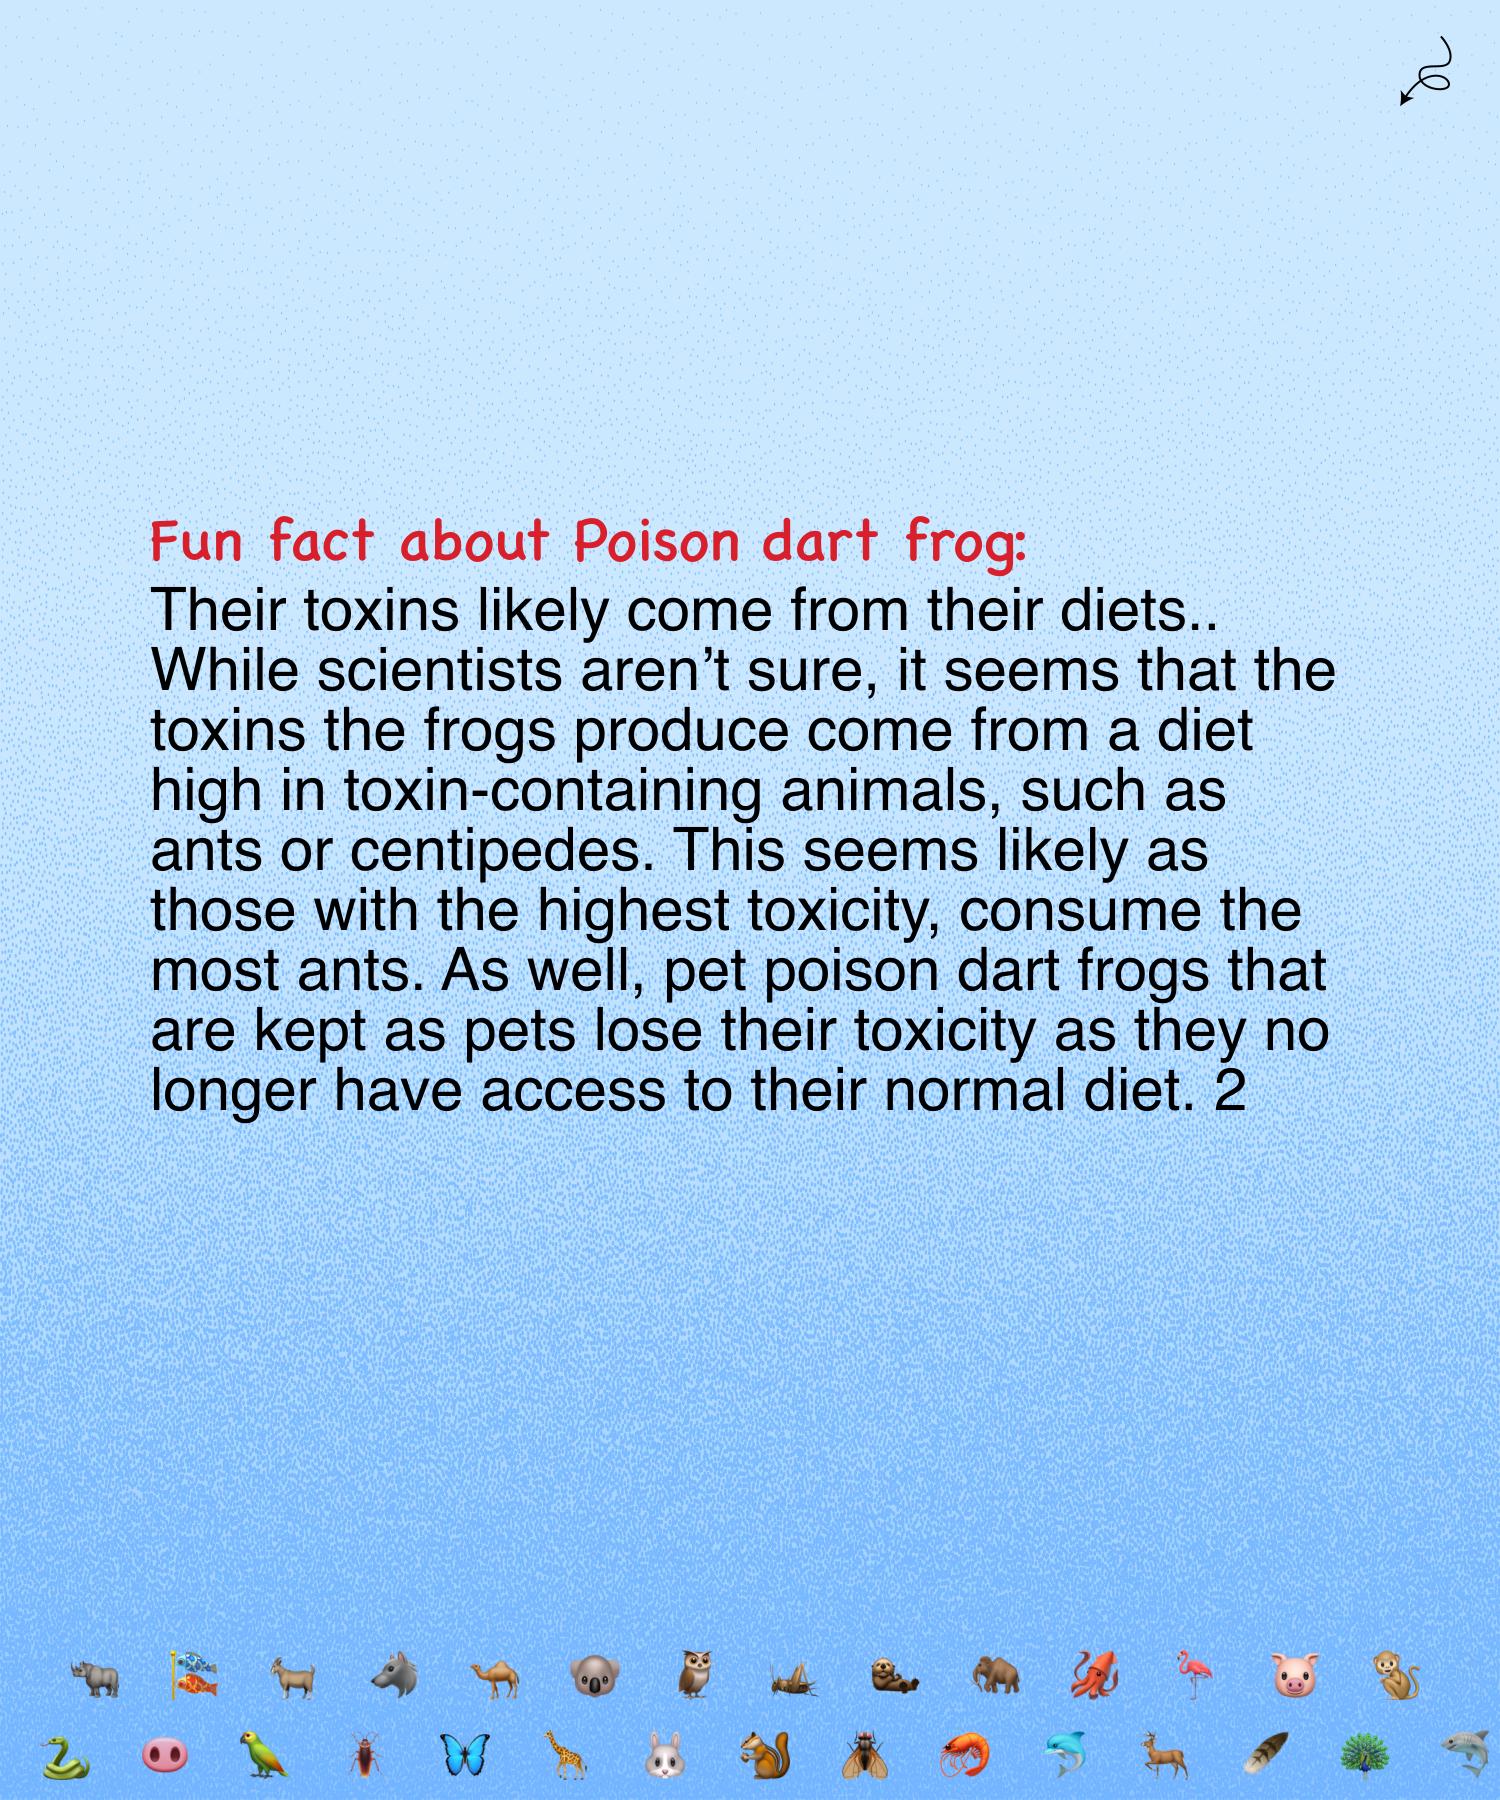 Fun fact about Poison dart frog:
Their toxins likely come from their diets..
While scientists aren’t sure, it seems that the
toxins the frogs produce come from a diet
high in toxin-containing animals, such as
ants or centipedes. This seems likely as
those with the highest toxicity, consume the
most ants. As well, pet poison dart frogs that
are kept as pets lose their toxicity as they no
longer have access to their normal diet. 2